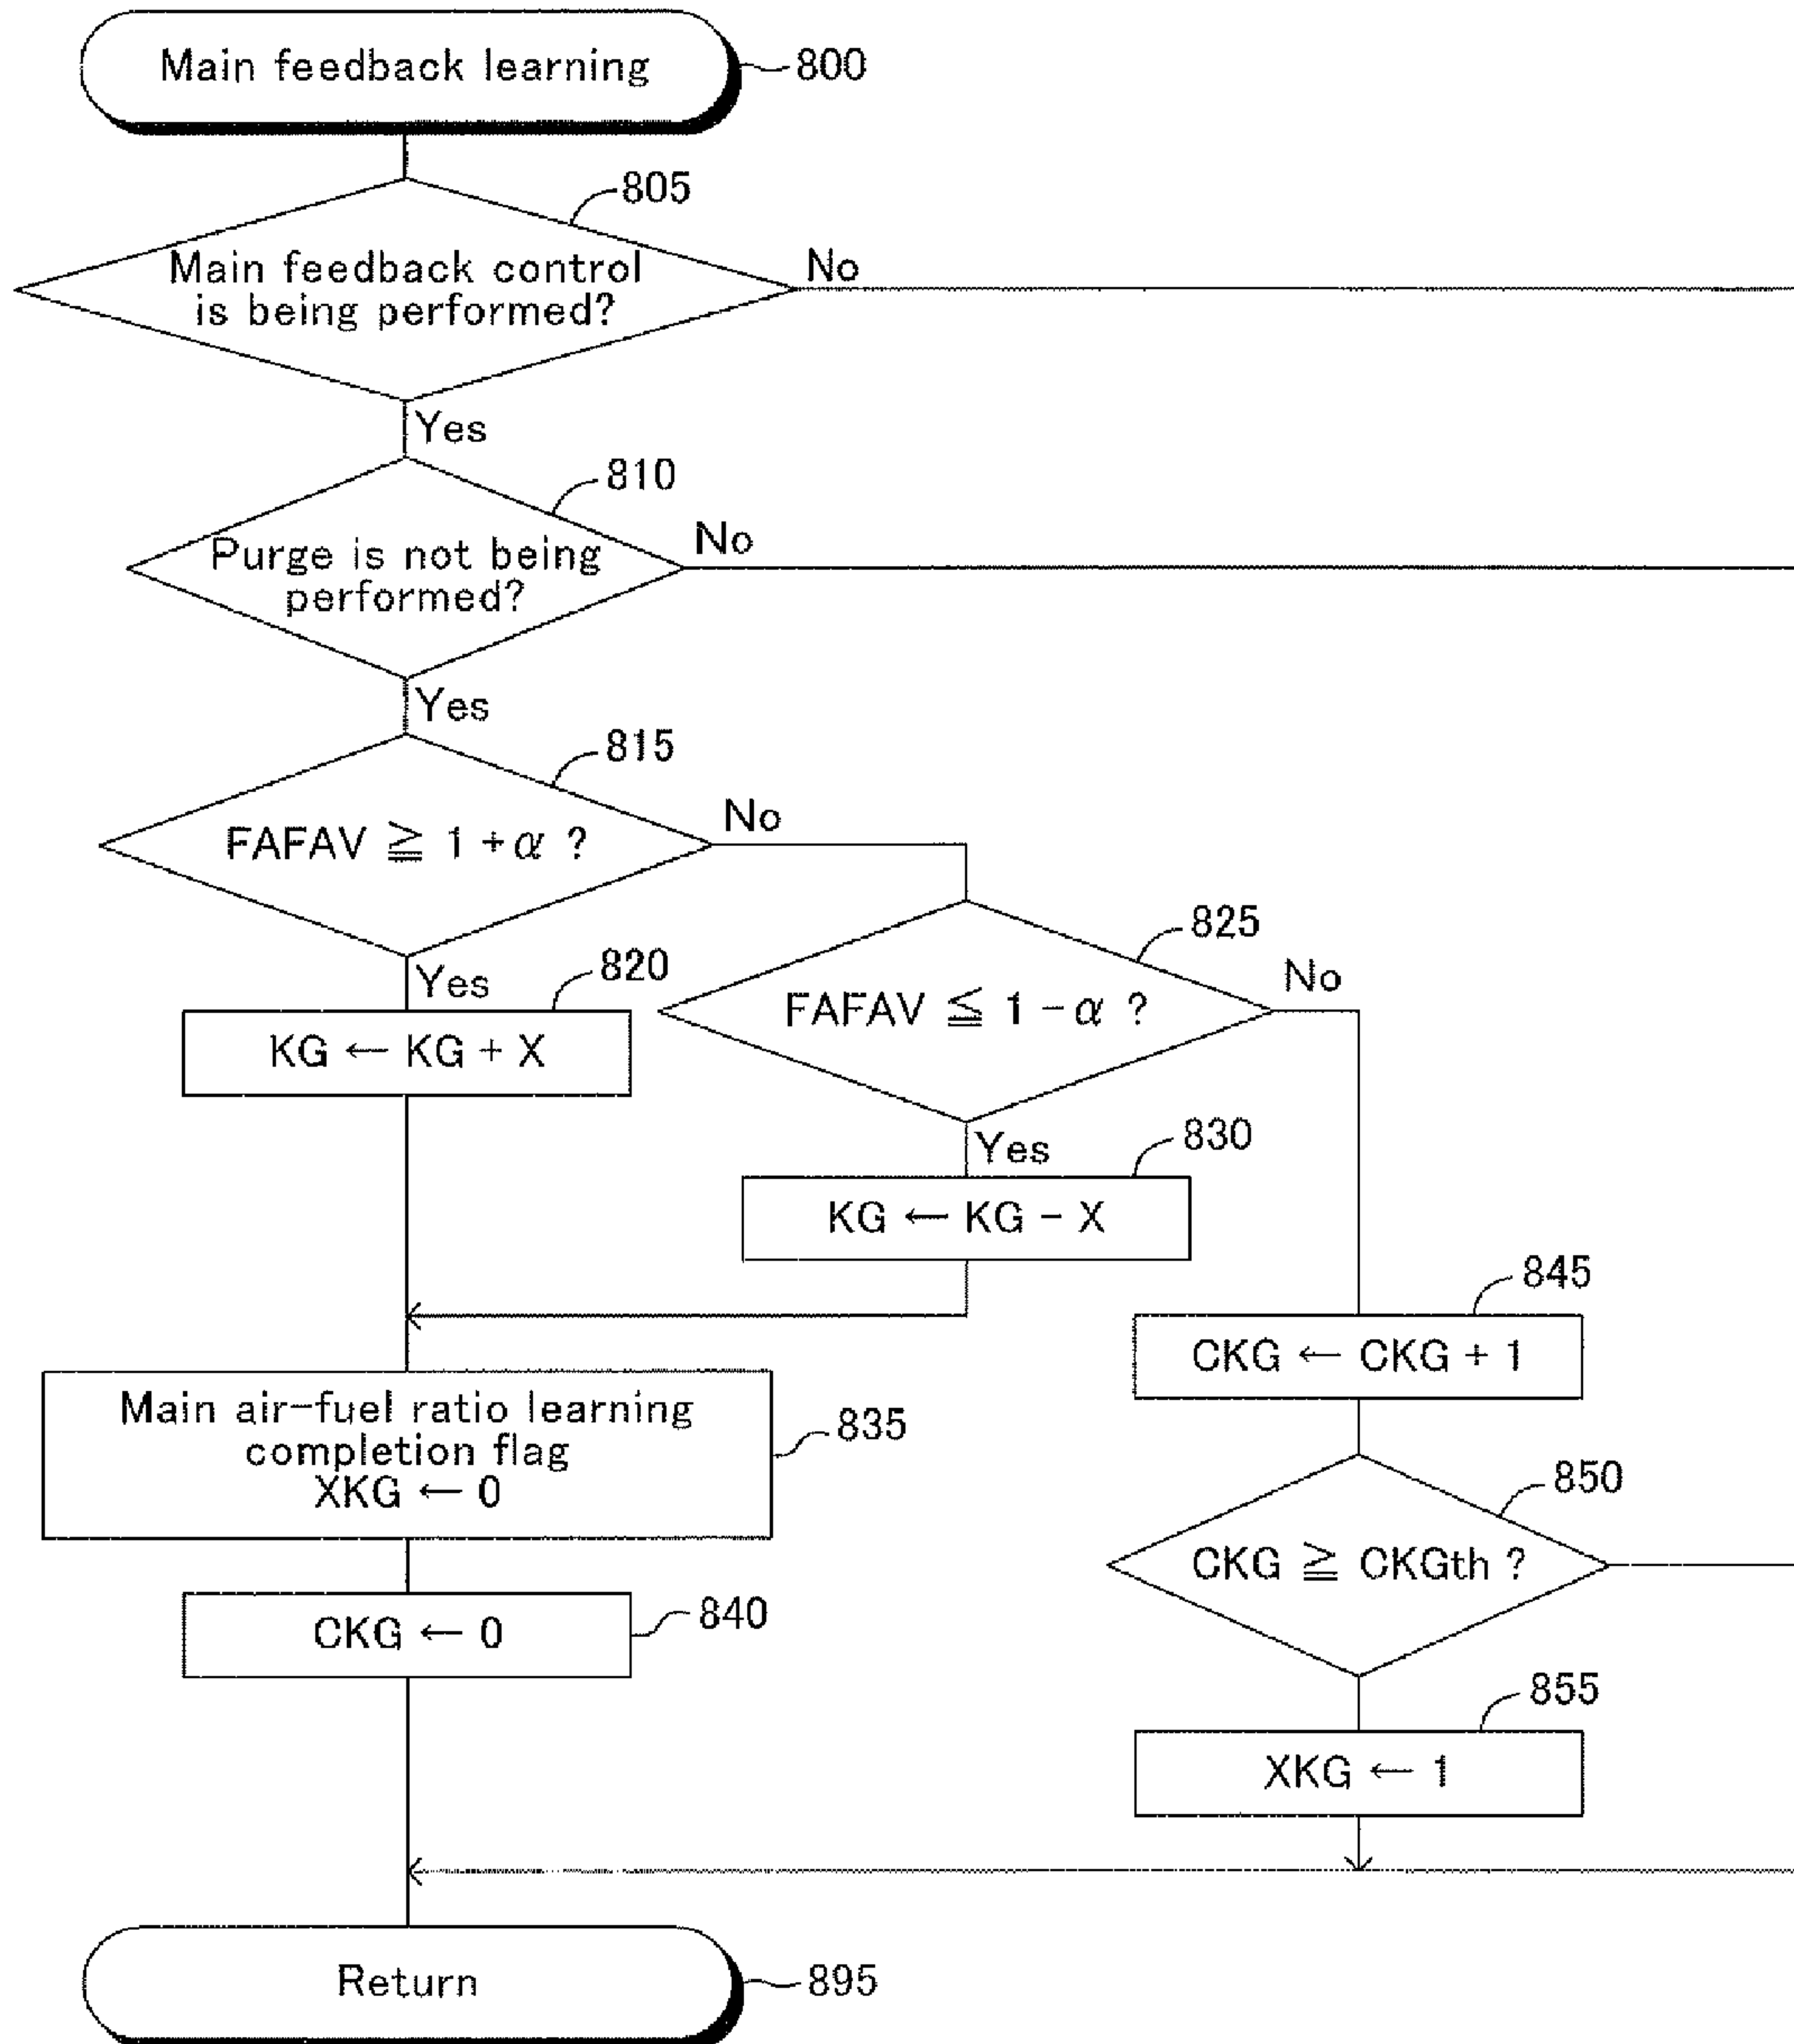 Main feedback learning
800
805
Main feedback control
is being performed?
No
Yes
810
Purge is not being
performed?
No
Yes
815
FAFAV ≧ 1 + α ?
No
Yes
820
KG ← KG + X
825
FAFAV ≦ 1 − α ?
No
Yes
830
KG ← KG − X
845
CKG ← CKG + 1
Main air-fuel ratio learning
completion flag
XKG ← 0
835
850
CKG ≧ CKGth ?
CKG ← 0
840
855
XKG ← 1
Return
895